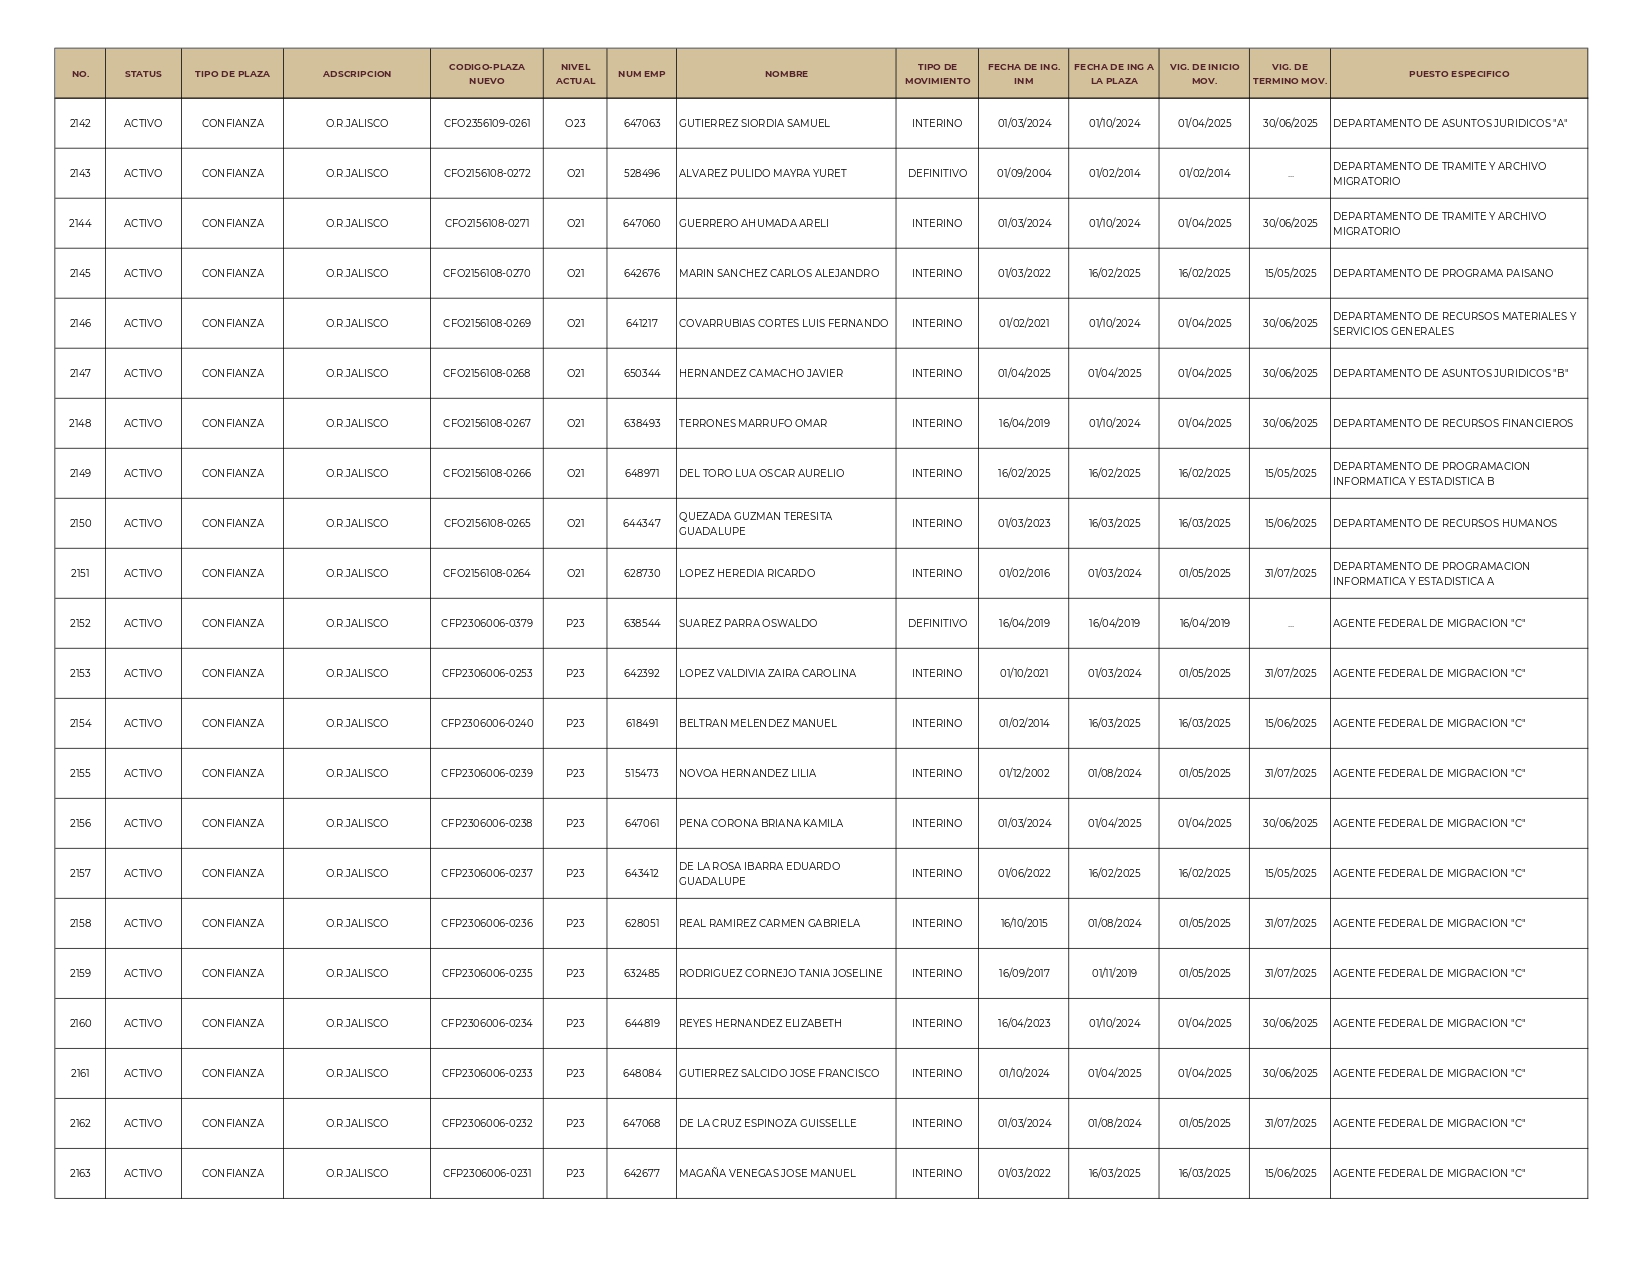 NO. STATUS TIPO DE PLAZA ADSCRIPCION CODIGO-PLAZA NUEVO NIVEL ACTUAL NUM EMP NOMBRE TIPO DE MOVIMIENTO FECHA DE ING. INM FECHA DE ING A LA PLAZA VIG. DE INICIO MOV. VIG. DE TERMINO MOV. PUESTO ESPECIFICO
2142 ACTIVO CONFIANZA O.R.JALISCO CFO2356109-0261 O23 647063 GUTIERREZ SIORDIA SAMUEL INTERINO 01/03/2024 01/10/2024 01/04/2025 30/06/2025 DEPARTAMENTO DE ASUNTOS JURIDICOS "A"
2143 ACTIVO CONFIANZA O.R.JALISCO CFO2156108-0272 O21 528496 ALVAREZ PULIDO MAYRA YURET DEFINITIVO 01/09/2004 01/02/2014 01/02/2014 ... DEPARTAMENTO DE TRAMITE Y ARCHIVO MIGRATORIO
2144 ACTIVO CONFIANZA O.R.JALISCO CFO2156108-0271 O21 647060 GUERRERO AHUMADA ARELI INTERINO 01/03/2024 01/10/2024 01/04/2025 30/06/2025 DEPARTAMENTO DE TRAMITE Y ARCHIVO MIGRATORIO
2145 ACTIVO CONFIANZA O.R.JALISCO CFO2156108-0270 O21 642676 MARIN SANCHEZ CARLOS ALEJANDRO INTERINO 01/03/2022 16/02/2025 16/02/2025 15/05/2025 DEPARTAMENTO DE PROGRAMA PAISANO
2146 ACTIVO CONFIANZA O.R.JALISCO CFO2156108-0269 O21 641217 COVARRUBIAS CORTES LUIS FERNANDO INTERINO 01/02/2021 01/10/2024 01/04/2025 30/06/2025 DEPARTAMENTO DE RECURSOS MATERIALES Y SERVICIOS GENERALES
2147 ACTIVO CONFIANZA O.R.JALISCO CFO2156108-0268 O21 650344 HERNANDEZ CAMACHO JAVIER INTERINO 01/04/2025 01/04/2025 01/04/2025 30/06/2025 DEPARTAMENTO DE ASUNTOS JURIDICOS "B"
2148 ACTIVO CONFIANZA O.R.JALISCO CFO2156108-0267 O21 638493 TERRONES MARRUFO OMAR INTERINO 16/04/2019 01/10/2024 01/04/2025 30/06/2025 DEPARTAMENTO DE RECURSOS FINANCIEROS
2149 ACTIVO CONFIANZA O.R.JALISCO CFO2156108-0266 O21 648971 DEL TORO LUA OSCAR AURELIO INTERINO 16/02/2025 16/02/2025 16/02/2025 15/05/2025 DEPARTAMENTO DE PROGRAMACION INFORMATICA Y ESTADISTICA B
2150 ACTIVO CONFIANZA O.R.JALISCO CFO2156108-0265 O21 644347 QUEZADA GUZMAN TERESITA GUADALUPE INTERINO 01/03/2023 16/03/2025 16/03/2025 15/06/2025 DEPARTAMENTO DE RECURSOS HUMANOS
2151 ACTIVO CONFIANZA O.R.JALISCO CFO2156108-0264 O21 628730 LOPEZ HEREDIA RICARDO INTERINO 01/02/2016 01/03/2024 01/05/2025 31/07/2025 DEPARTAMENTO DE PROGRAMACION INFORMATICA Y ESTADISTICA A
2152 ACTIVO CONFIANZA O.R.JALISCO CFP2306006-0379 P23 638544 SUAREZ PARRA OSWALDO DEFINITIVO 16/04/2019 16/04/2019 16/04/2019 ... AGENTE FEDERAL DE MIGRACION "C"
2153 ACTIVO CONFIANZA O.R.JALISCO CFP2306006-0253 P23 642392 LOPEZ VALDIVIA ZAIRA CAROLINA INTERINO 01/10/2021 01/03/2024 01/05/2025 31/07/2025 AGENTE FEDERAL DE MIGRACION "C"
2154 ACTIVO CONFIANZA O.R.JALISCO CFP2306006-0240 P23 618491 BELTRAN MELENDEZ MANUEL INTERINO 01/02/2014 16/03/2025 16/03/2025 15/06/2025 AGENTE FEDERAL DE MIGRACION "C"
2155 ACTIVO CONFIANZA O.R.JALISCO CFP2306006-0239 P23 515473 NOVOA HERNANDEZ LILIA INTERINO 01/12/2002 01/08/2024 01/05/2025 31/07/2025 AGENTE FEDERAL DE MIGRACION "C"
2156 ACTIVO CONFIANZA O.R.JALISCO CFP2306006-0238 P23 647061 PENA CORONA BRIANA KAMILA INTERINO 01/03/2024 01/04/2025 01/04/2025 30/06/2025 AGENTE FEDERAL DE MIGRACION "C"
2157 ACTIVO CONFIANZA O.R.JALISCO CFP2306006-0237 P23 643412 DE LA ROSA IBARRA EDUARDO GUADALUPE INTERINO 01/06/2022 16/02/2025 16/02/2025 15/05/2025 AGENTE FEDERAL DE MIGRACION "C"
2158 ACTIVO CONFIANZA O.R.JALISCO CFP2306006-0236 P23 628051 REAL RAMIREZ CARMEN GABRIELA INTERINO 16/10/2015 01/08/2024 01/05/2025 31/07/2025 AGENTE FEDERAL DE MIGRACION "C"
2159 ACTIVO CONFIANZA O.R.JALISCO CFP2306006-0235 P23 632485 RODRIGUEZ CORNEJO TANIA JOSELINE INTERINO 16/09/2017 01/11/2019 01/05/2025 31/07/2025 AGENTE FEDERAL DE MIGRACION "C"
2160 ACTIVO CONFIANZA O.R.JALISCO CFP2306006-0234 P23 644819 REYES HERNANDEZ ELIZABETH INTERINO 16/04/2023 01/10/2024 01/04/2025 30/06/2025 AGENTE FEDERAL DE MIGRACION "C"
2161 ACTIVO CONFIANZA O.R.JALISCO CFP2306006-0233 P23 648084 GUTIERREZ SALCIDO JOSE FRANCISCO INTERINO 01/10/2024 01/04/2025 01/04/2025 30/06/2025 AGENTE FEDERAL DE MIGRACION "C"
2162 ACTIVO CONFIANZA O.R.JALISCO CFP2306006-0232 P23 647068 DE LA CRUZ ESPINOZA GUISSELLE INTERINO 01/03/2024 01/08/2024 01/05/2025 31/07/2025 AGENTE FEDERAL DE MIGRACION "C"
2163 ACTIVO CONFIANZA O.R.JALISCO CFP2306006-0231 P23 642677 MAGAÑA VENEGAS JOSE MANUEL INTERINO 01/03/2022 16/03/2025 16/03/2025 15/06/2025 AGENTE FEDERAL DE MIGRACION "C"